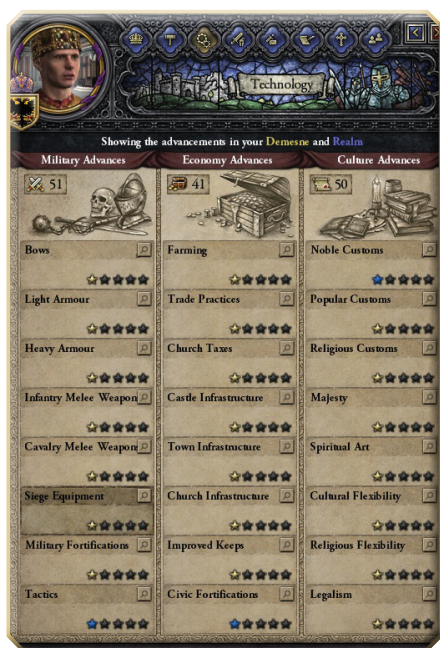 Technology
Showing the advancements in your Demesne and Realm
Military Advances Economy Advances Culture Advances
51 41 50
Bows Farming Noble Customs
Light Armour Trade Practices Popular Customs
Heavy Armour Church Taxes Religious Customs
Infantry Melee Weapon Castle Infrastructure Majesty
Cavalry Melee Weapon Town Infrastructure Spiritual Art
Siege Equipment Church Infrastructure Cultural Flexibility
Military Fortifications Improved Keeps Religious Flexibility
Tactics Civic Fortifications Legalism